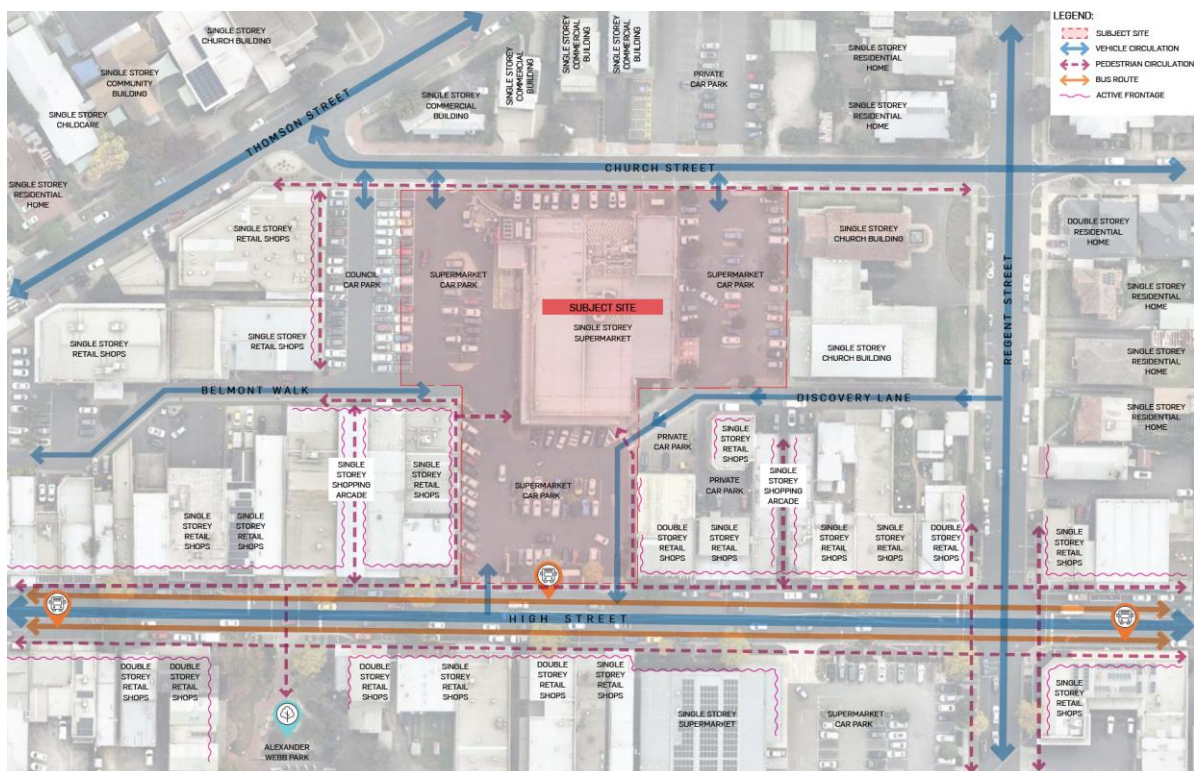 LEGEND:
SUBJECT SITE
VEHICLE CIRCULATION
PEDESTRIAN CIRCULATION
BUS ROUTE
ACTIVE FRONTAGE
SINGLE STOREY
CHURCH BUILDING
SINGLE STOREY
COMMUNITY
BUILDING
SINGLE STOREY
CHILDCARE
SINGLE STOREY
RESIDENTIAL
HOME
THOMSON STREET
SINGLE STOREY
COMMERCIAL
BUILDING
SINGLE STOREY
COMMERCIAL
BUILDING
SINGLE STOREY
COMMERCIAL
BUILDING
SINGLE STOREY
COMMERCIAL
BUILDING
PRIVATE
CAR PARK
SINGLE STOREY
RESIDENTIAL
HOME
SINGLE STOREY
RESIDENTIAL
HOME
CHURCH STREET
SINGLE STOREY
RETAIL SHOPS
COUNCIL
CAR PARK
SUPERMARKET
CAR PARK
SUBJECT SITE
SINGLE STOREY
SUPERMARKET
SUPERMARKET
CAR PARK
SINGLE STOREY
CHURCH BUILDING
DOUBLE STOREY
RESIDENTIAL
HOME
REGENT STREET
SINGLE STOREY
RESIDENTIAL
HOME
SINGLE STOREY
RETAIL SHOPS
SINGLE STOREY
RETAIL SHOPS
SINGLE STOREY
CHURCH BUILDING
SINGLE STOREY
RESIDENTIAL
HOME
BELMONT WALK
DISCOVERY LANE
SINGLE STOREY
RESIDENTIAL
HOME
SINGLE
STOREY
SHOPPING
ARCADE
SINGLE
STOREY
RETAIL
SHOPS
PRIVATE
CAR PARK
SINGLE
STOREY
RETAIL
SHOPS
PRIVATE
CAR PARK
SINGLE
STOREY
SHOPPING
ARCADE
SUPERMARKET
CAR PARK
SINGLE
STOREY
RETAIL
SHOPS
SINGLE
STOREY
RETAIL
SHOPS
DOUBLE
STOREY
RETAIL
SHOPS
SINGLE
STOREY
RETAIL
SHOPS
SINGLE
STOREY
RETAIL
SHOPS
SINGLE
STOREY
RETAIL
SHOPS
DOUBLE
STOREY
RETAIL
SHOPS
SINGLE
STOREY
RETAIL
SHOPS
HIGH STREET
DOUBLE
STOREY
RETAIL
SHOPS
DOUBLE
STOREY
RETAIL
SHOPS
ALEXANDER
WEBB PARK
DOUBLE
STOREY
RETAIL
SHOPS
SINGLE
STOREY
RETAIL
SHOPS
DOUBLE
STOREY
RETAIL
SHOPS
SINGLE
STOREY
RETAIL
SHOPS
SINGLE STOREY
SUPERMARKET
SUPERMARKET
CAR PARK
SINGLE
STOREY
RETAIL
SHOPS